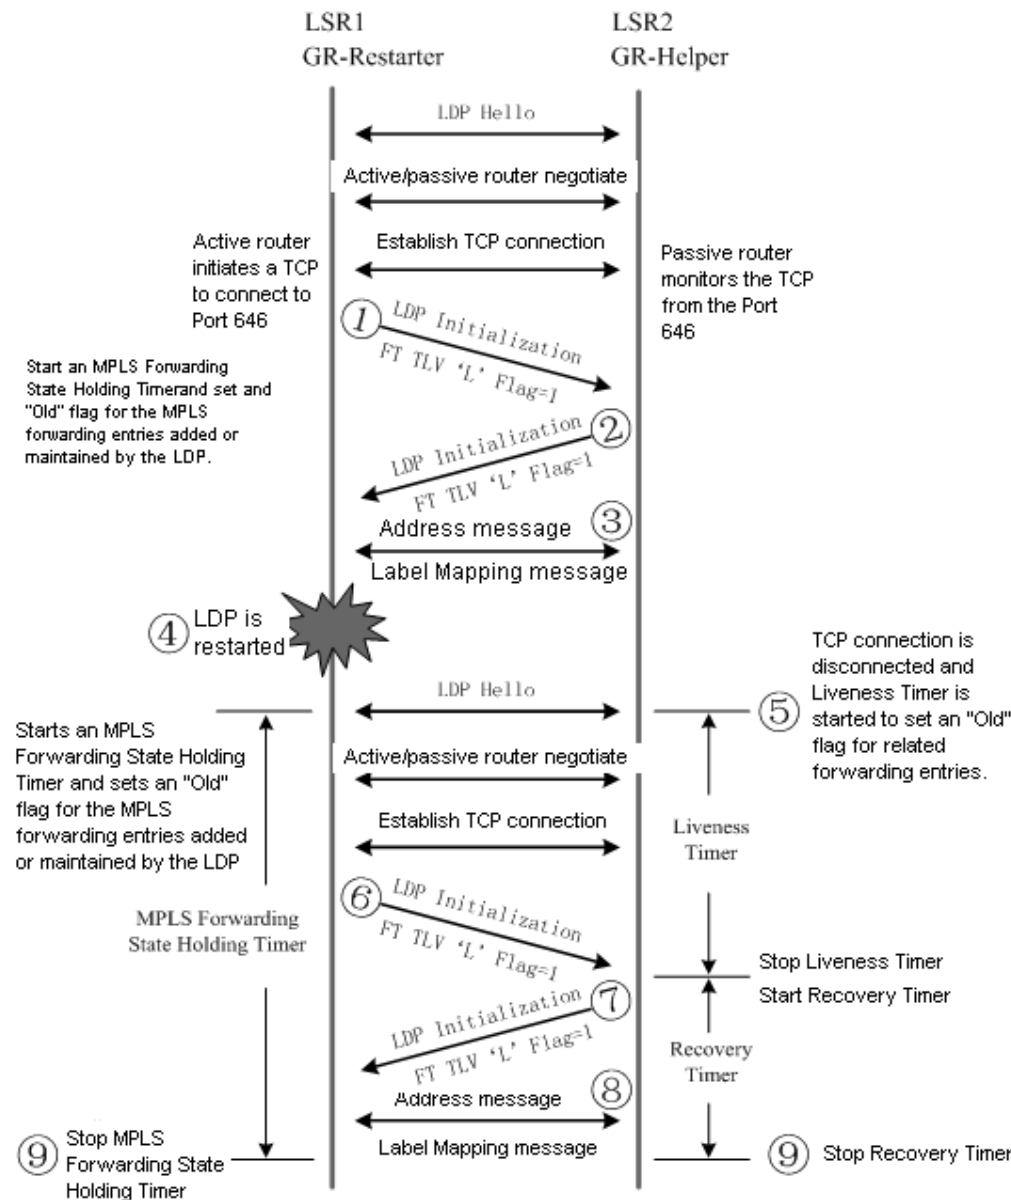 LSR1
GR-Restarter
LSR2
GR-Helper
LDP Hello
Active/passive router negotiate
Active router
initiates a TCP
to connect to
Port 646
Establish TCP connection
Passive router
monitors the TCP
from the Port
646
①
LDP Initialization
FT TLV ‘L’ Flag=1
Start an MPLS Forwarding
State Holding Timerand set and
"Old" flag for the MPLS
forwarding entries added or
maintained by the LDP.
②
LDP Initialization
FT TLV ‘L’ Flag=1
③
Address message
Label Mapping message
④
LDP is
restarted
TCP connection is
disconnected and
Liveness Timer is
started to set an "Old"
flag for related
forwarding entries.
⑤
LDP Hello
Starts an MPLS
Forwarding State Holding
Timer and sets an "Old"
flag for the MPLS
forwarding entries added
or maintained by the LDP
Active/passive router negotiate
Establish TCP connection
Liveness
Timer
⑥
LDP Initialization
FT TLV ‘L’ Flag=1
MPLS Forwarding
State Holding Timer
Stop Liveness Timer
Start Recovery Timer
⑦
LDP Initialization
FT TLV ‘L’ Flag=1
Recovery
Timer
⑧
Address message
Label Mapping message
⑨
Stop MPLS
Forwarding State
Holding Timer
⑨
Stop Recovery Timer